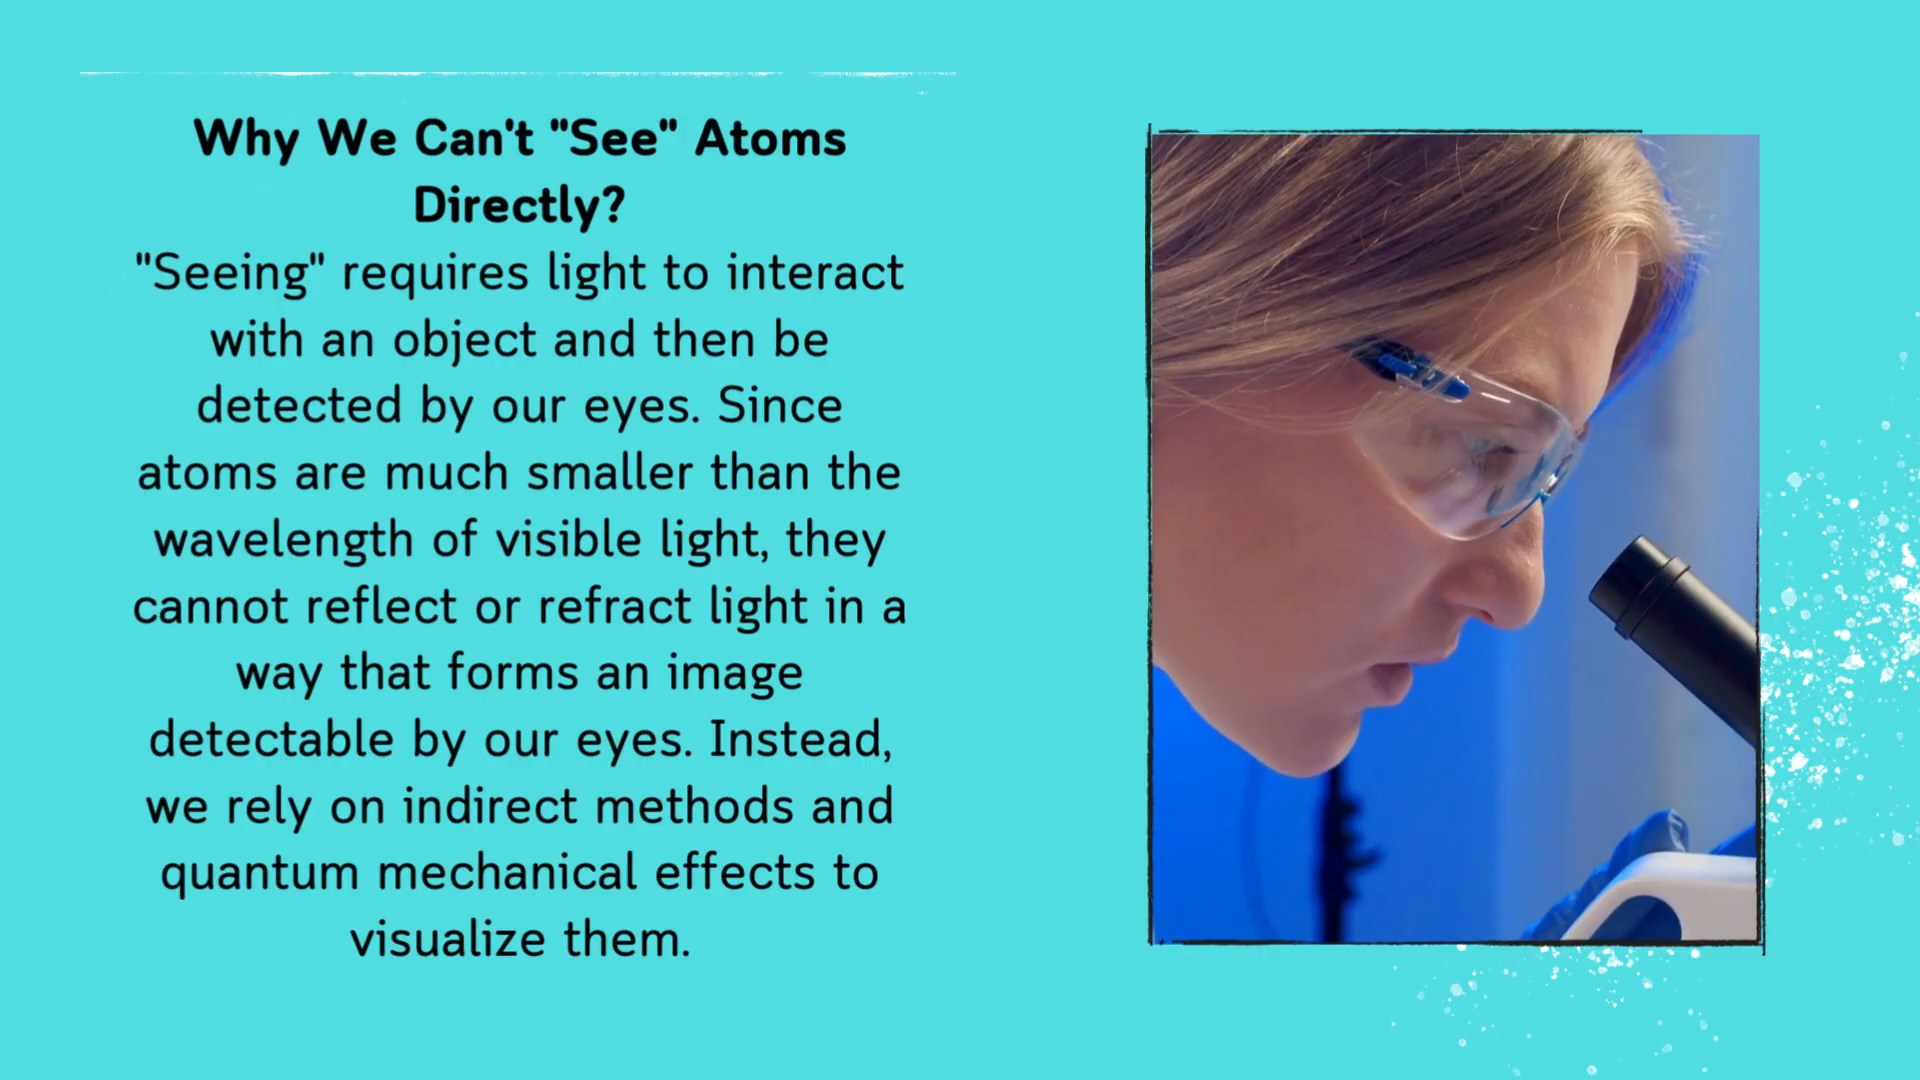 Why We Can't "See" Atoms
Directly?
"Seeing" requires light to interact
with an object and then be
detected by our eyes. Since
atoms are much smaller than the
wavelength of visible light, they
cannot reflect or refract light in a
way that forms an image
detectable by our eyes. Instead,
we rely on indirect methods and
quantum mechanical effects to
visualize them.